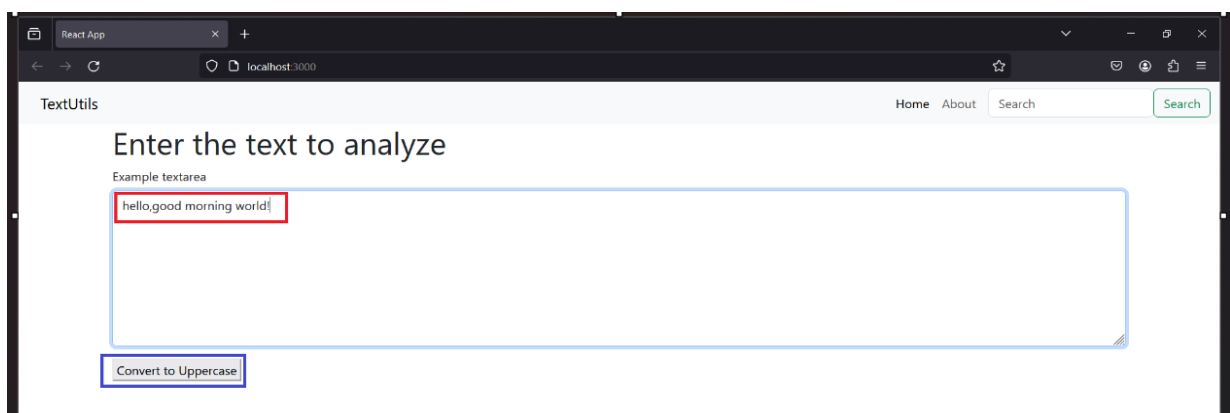 React App
localhost:3000
TextUtils Home About Search Search
Enter the text to analyze
Example textarea
hello,good morning world!
Convert to Uppercase